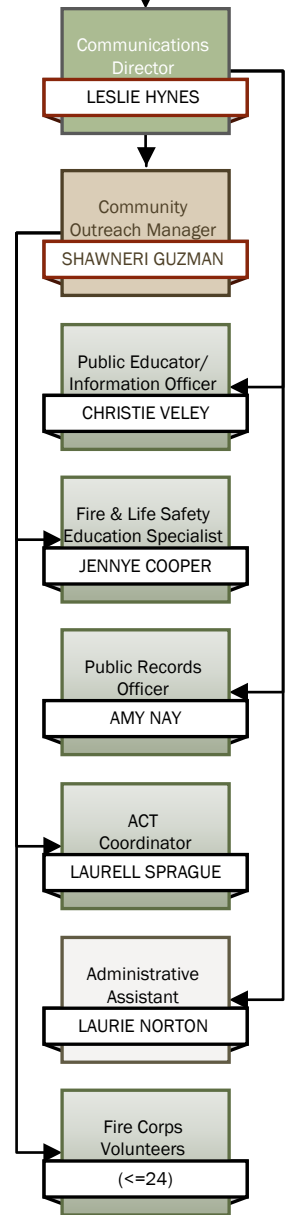 Communications
Director
LESLIE HYNES
Community
Outreach Manager
SHAWNERI GUZMAN
Public Educator/
Information Officer
CHRISTIE VELEY
Fire & Life Safety
Education Specialist
JENNYE COOPER
Public Records
Officer
AMY NAY
ACT
Coordinator
LAURELL SPRAGUE
Administrative
Assistant
LAURIE NORTON
Fire Corps
Volunteers
(<=24)